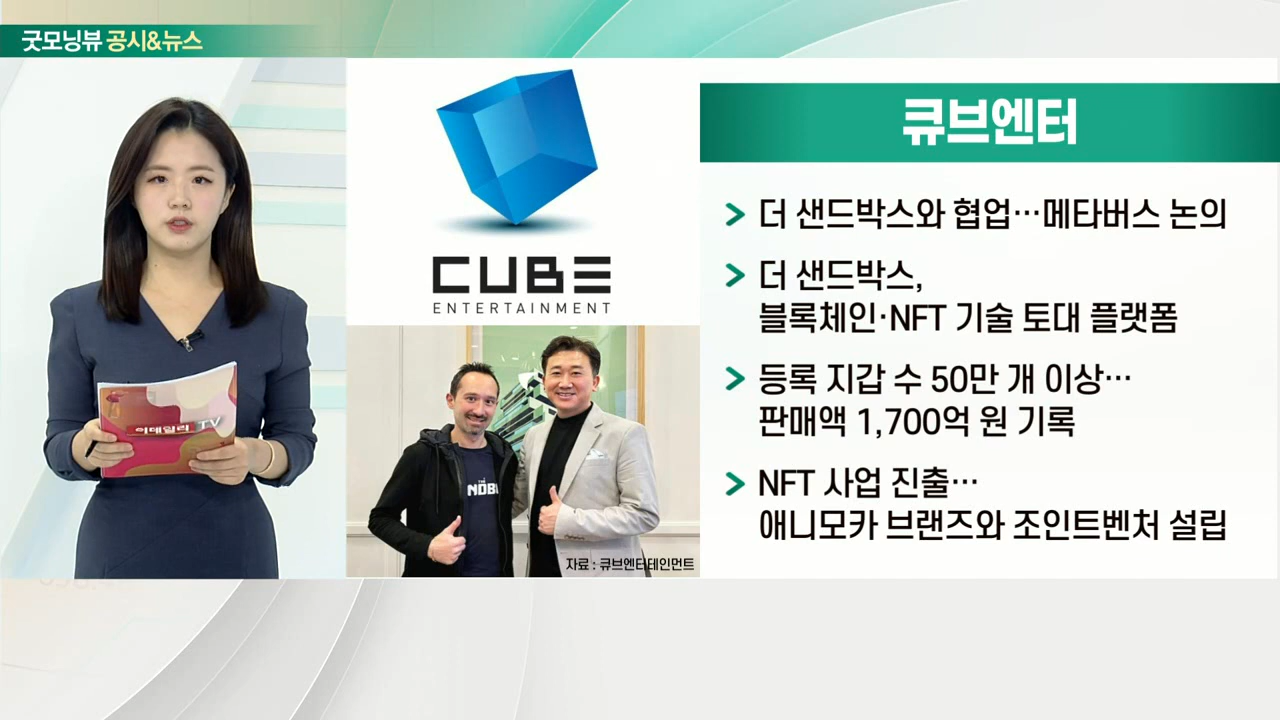 굿모닝뷰 공시&뉴스
이데일리 TV
CUBE
ENTERTAINMENT
THE
NOB
자료 : 큐브엔터테인먼트
큐브엔터
더 샌드박스와 협업…메타버스 논의
더 샌드박스,
블록체인·NFT 기술 토대 플랫폼
등록 지갑 수 50만 개 이상…
판매액 1,700억 원 기록
NFT 사업 진출…
애니모카 브랜즈와 조인트벤처 설립